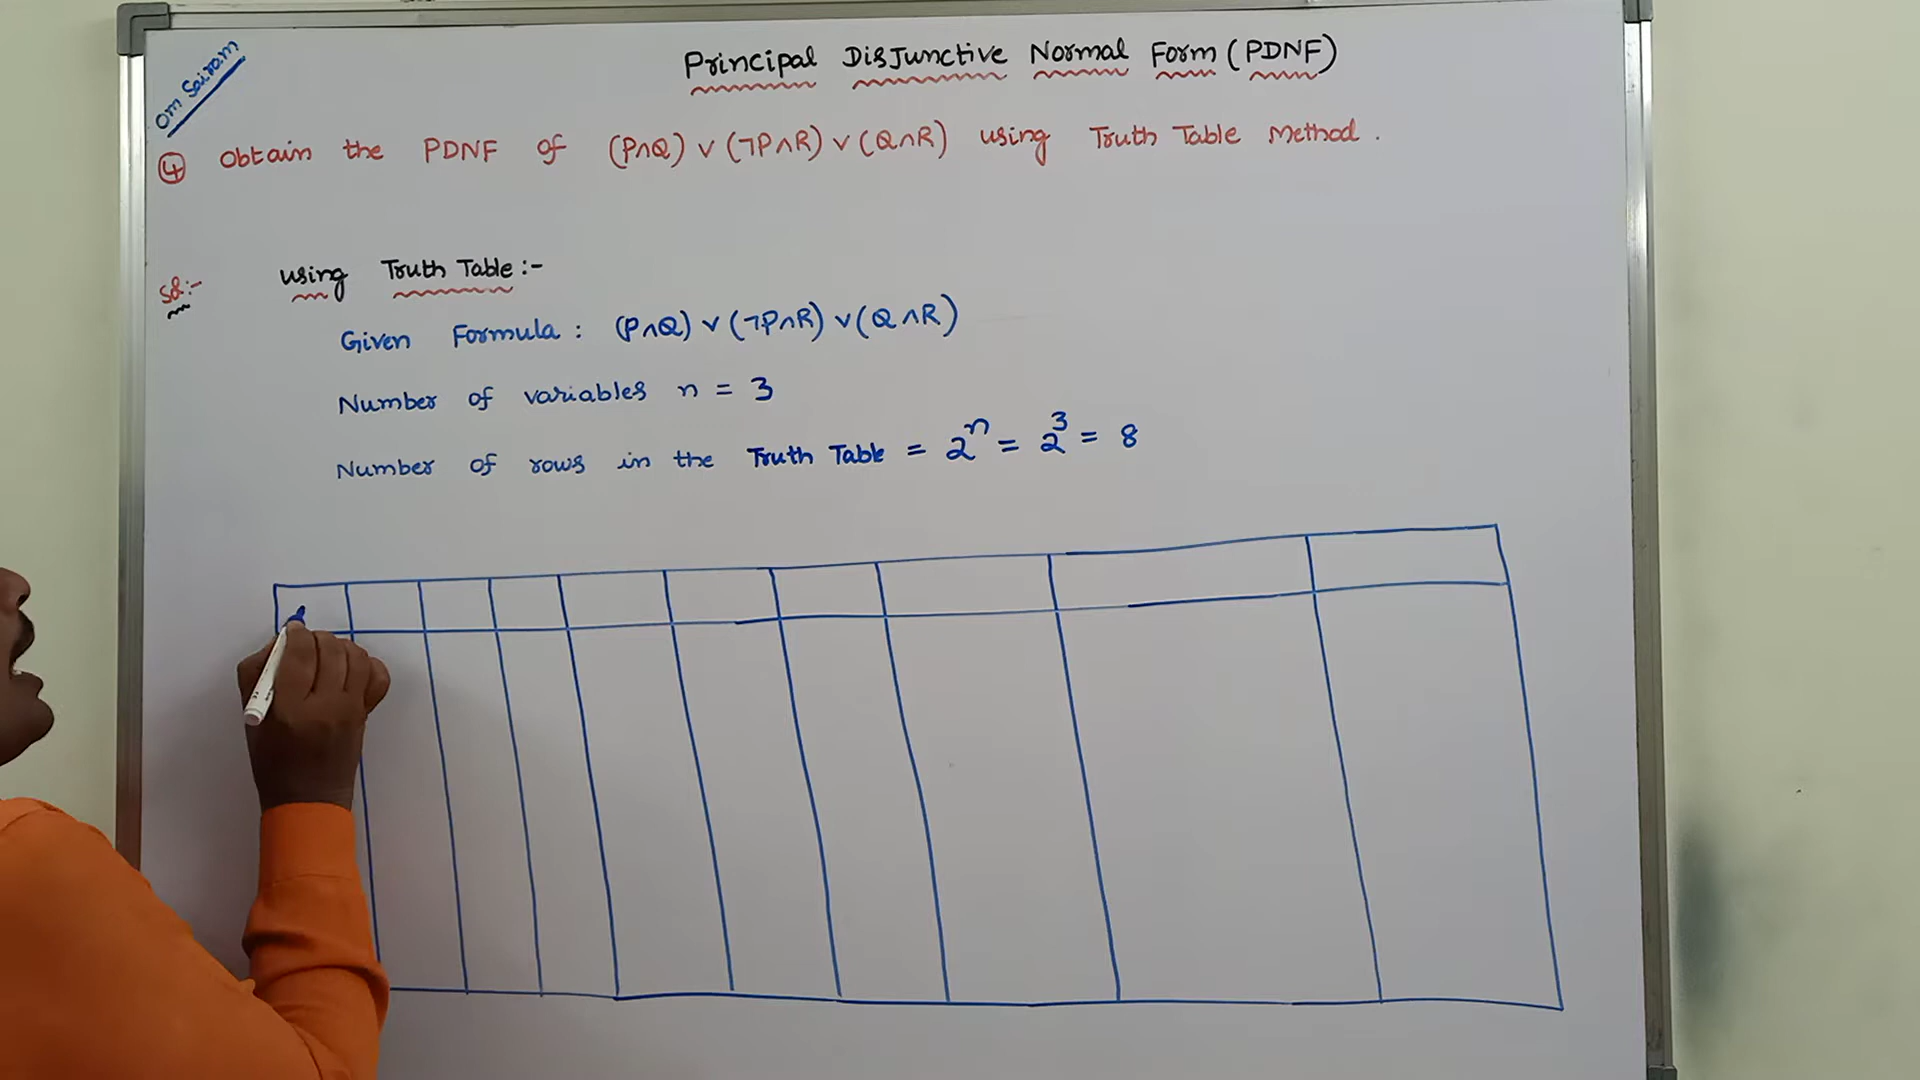 Om Sairam
Principal Disjunctive Normal Form (PDNF)
④ Obtain the PDNF of (P∧Q) ∨ (¬P∧R) ∨ (Q∧R) using Truth Table Method.
Sol:-
Using Truth Table:-
Given Formula: (P∧Q) ∨ (¬P∧R) ∨ (Q∧R)
Number of variables n = 3
Number of rows in the Truth Table = 2ⁿ = 2³ = 8